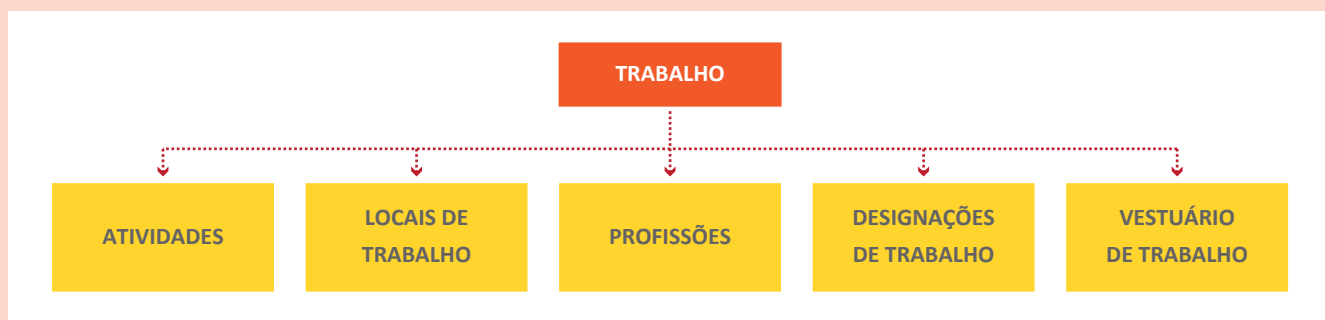 TRABALHO
ATIVIDADES
LOCAIS DE
TRABALHO
PROFISSÕES
DESIGNAÇÕES
DE TRABALHO
VESTUÁRIO
DE TRABALHO